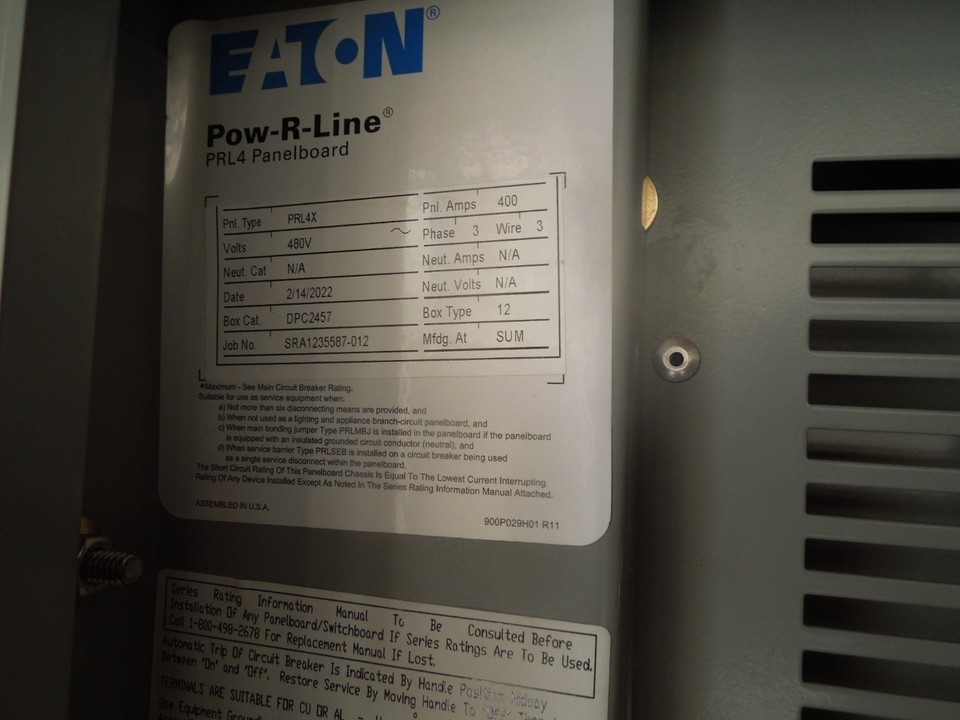 EATON®
Pow-R-Line®
PRL4 Panelboard
Pnl. Type PRL4X Pnl. Amps 400
Volts 480V ~ Phase 3 Wire 3
Neut. Cat N/A Neut. Amps N/A
Date 2/14/2022 Neut. Volts N/A
Box Cat. DPC2457 Box Type 12
Job No. SRA1235587-012 Mfdg. At SUM
*Maximum - See Main Circuit Breaker Rating.
Suitable for use as service equipment when:
a) Not more than six disconnecting means are provided, and
b) When not used as a lighting and appliance branch-circuit panelboard, and
c) When main bonding jumper Type PRLMBJ is installed in the panelboard if the panelboard
is equipped with an insulated grounded circuit conductor (neutral), and
d) When service barrier Type PRLSEB is installed on a circuit breaker being used
as a single service disconnect within the panelboard.
The Short Circuit Rating Of This Panelboard Chassis Is Equal To The Lowest Current Interrupting
Rating Of Any Device Installed Except As Noted In The Series Rating Information Manual Attached.
ASSEMBLED IN U.S.A.
900P029H01 R11
Series Rating Information Manual To Be Consulted Before
Installation Of Any Panelboard/Switchboard If Series Ratings Are To Be Used.
Call 1-800-498-2678 For Replacement Manual If Lost.
Automatic Trip Of Circuit Breaker Is Indicated By Handle Position Midway
Between "On" and "Off". Restore Service By Moving Handle To
TERMINALS ARE SUITABLE FOR CU OR AL
Use Equipment